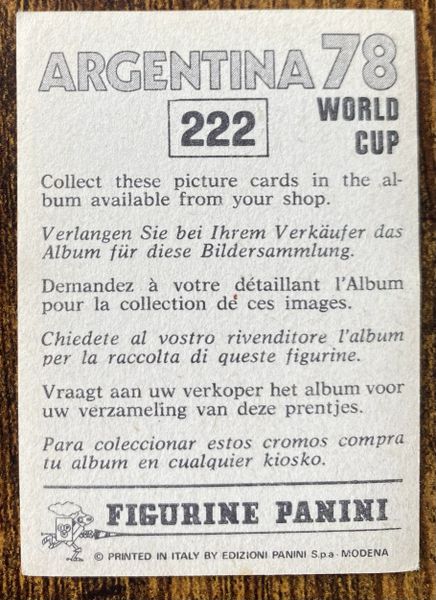 ARGENTINA 78
222
WORLD
CUP
Collect these picture cards in the al-
bum available from your shop.
Verlangen Sie bei Ihrem Verkäufer das
Album für diese Bildersammlung.
Demandez à votre détaillant l'Album
pour la collection de ces images.
Chiedete al vostro rivenditore l'album
per la raccolta di queste figurine.
Vraagt aan uw verkoper het album voor
uw verzameling van deze prentjes.
Para coleccionar estos cromos compra
tu album en cualquier kiosko.
FIGURINE PANINI
© PRINTED IN ITALY BY EDIZIONI PANINI S.p.a - MODENA